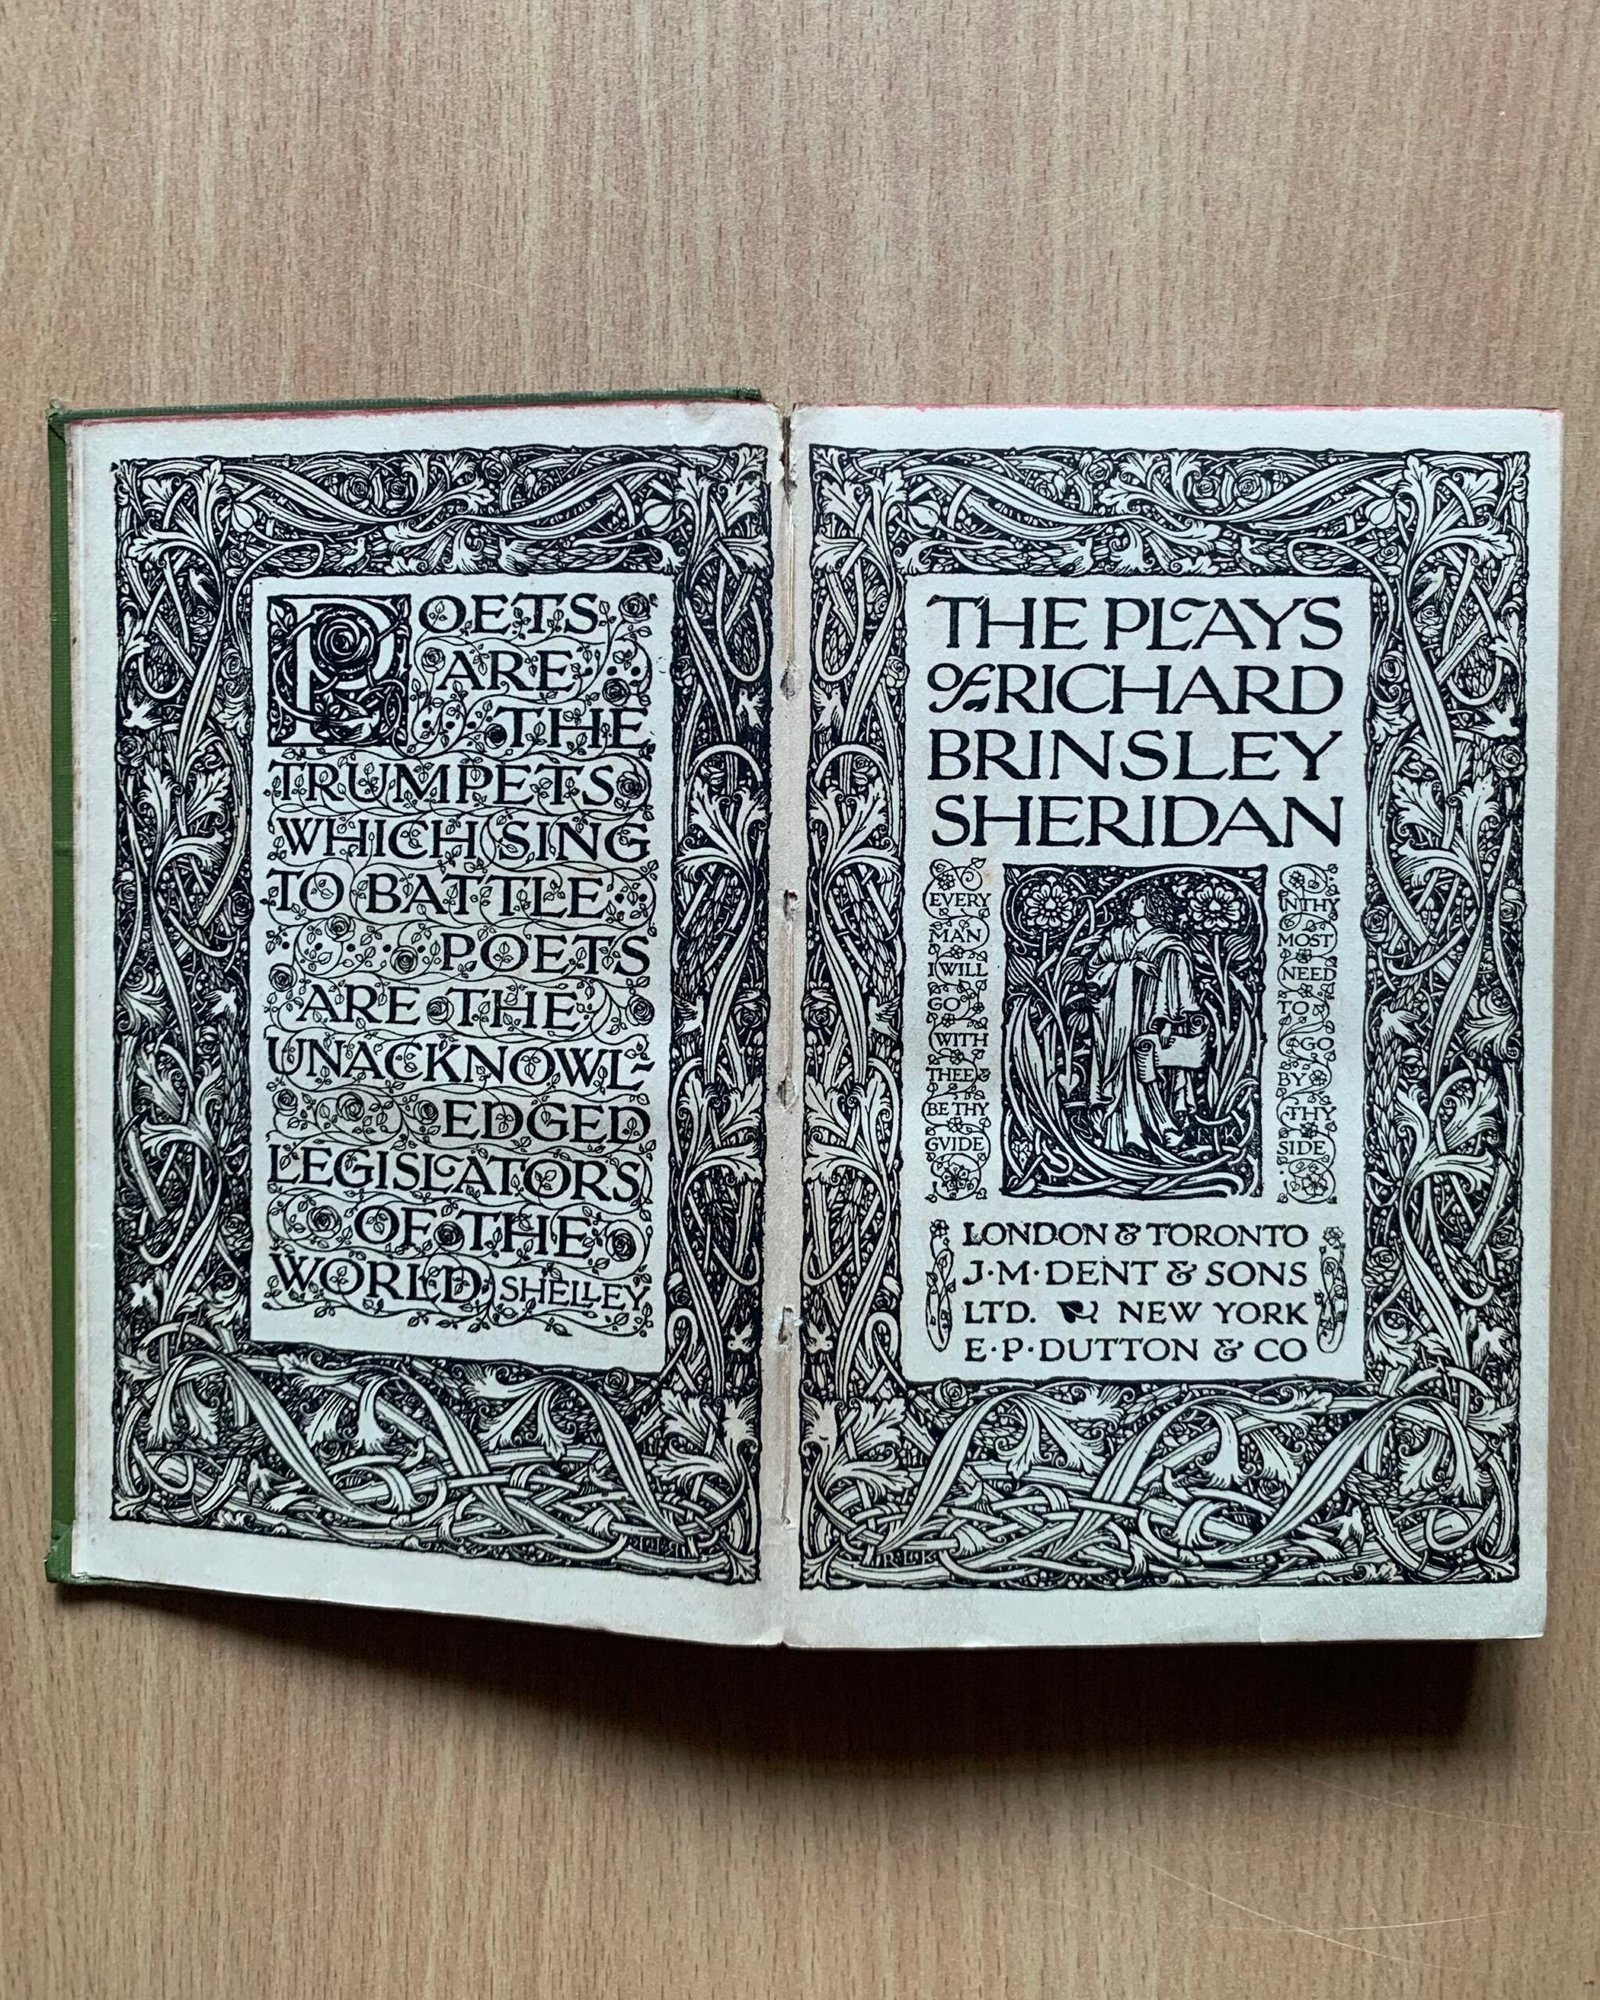 POETS
ARE
THE
TRUMPETS
WHICH SING
TO BATTLE
POETS
ARE THE
UNACKNOWL-
EDGED
LEGISLATORS
OF THE
WORLD SHELLEY
THE PLAYS
OF RICHARD
BRINSLEY
SHERIDAN
EVERY
MAN
I WILL
GO
WITH
THEE &
BE THY
GVIDE
IN THY
MOST
NEED
TO
GO
BY
THY
SIDE
RLK
LONDON & TORONTO
J·M·DENT & SONS
LTD. NEW YORK
E·P·DUTTON & CO
RLK